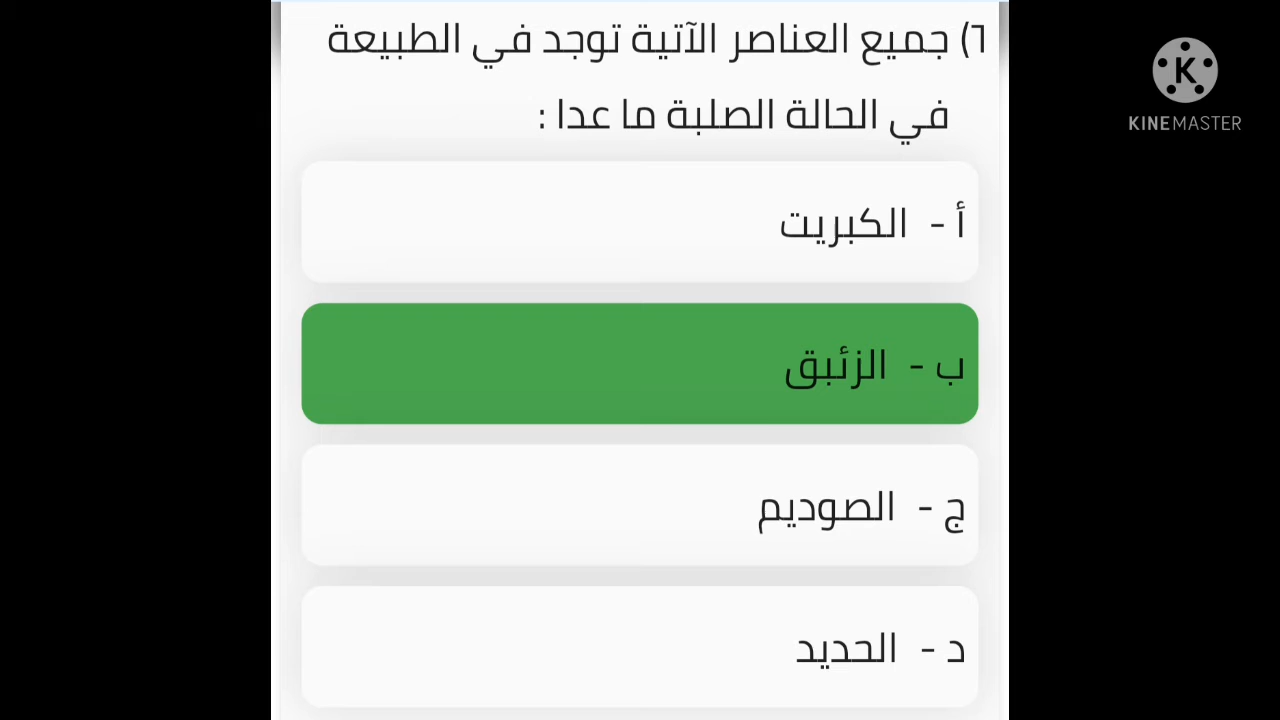 ٦) جميع العناصر الآتية توجد في الطبيعة
في الحالة الصلبة ما عدا :
أ - الكبريت
ب - الزئبق
ج - الصوديم
د - الحديد
K
KINEMASTER